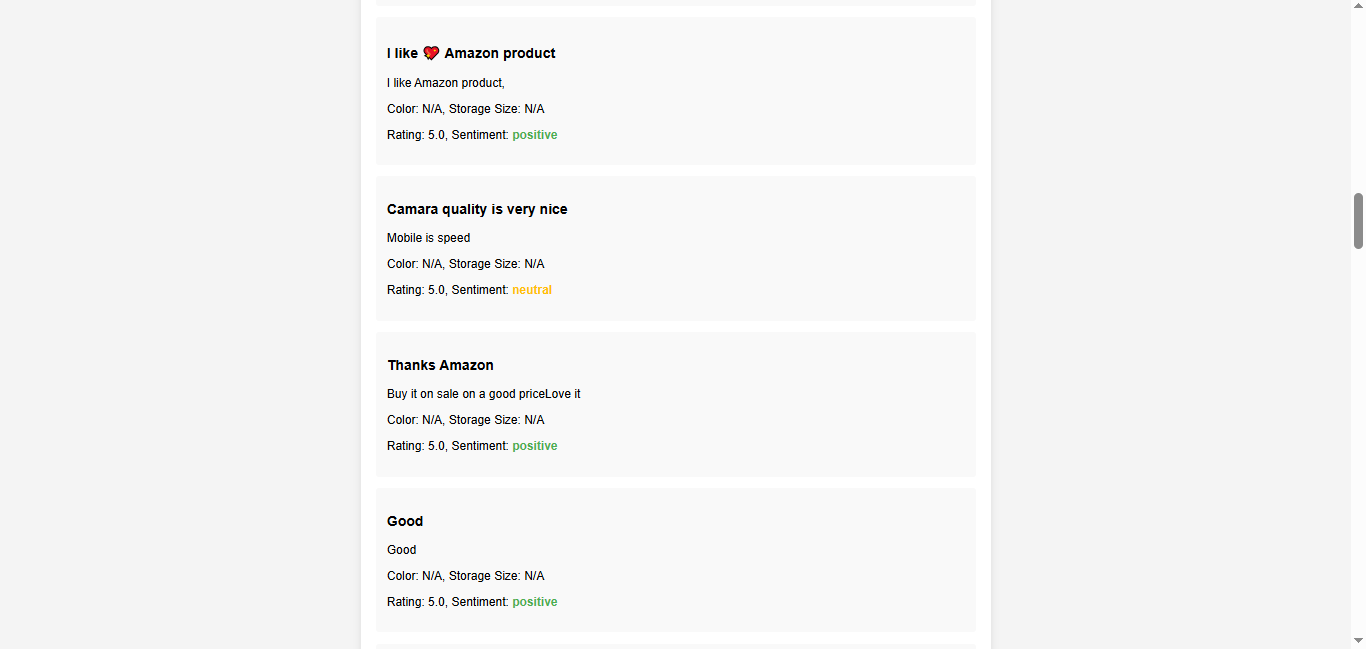 I like 💖 Amazon product
I like Amazon product,
Color: N/A, Storage Size: N/A
Rating: 5.0, Sentiment: positive
Camara quality is very nice
Mobile is speed
Color: N/A, Storage Size: N/A
Rating: 5.0, Sentiment: neutral
Thanks Amazon
Buy it on sale on a good priceLove it
Color: N/A, Storage Size: N/A
Rating: 5.0, Sentiment: positive
Good
Good
Color: N/A, Storage Size: N/A
Rating: 5.0, Sentiment: positive